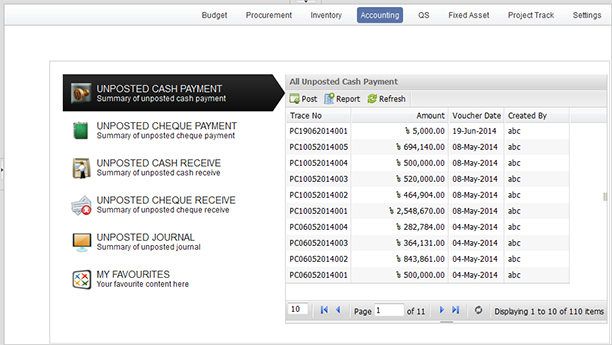 Budget Procurement Inventory Accounting QS Fixed Asset Project Track Settings
UNPOSTED CASH PAYMENT
Summary of unposted cash payment
UNPOSTED CHEQUE PAYMENT
Summary of unposted cheque payment
UNPOSTED CASH RECEIVE
Summary of unposted cash receive
UNPOSTED CHEQUE RECEIVE
Summary of unposted cheque receive
UNPOSTED JOURNAL
Summary of unposted journal
MY FAVOURITES
Your favourite content here
All Unposted Cash Payment
Post Report Refresh
Trace No Amount Voucher Date Created By
PC19062014001 ৳ 5,000.00 19-Jun-2014 abc
PC10052014005 ৳ 694,140.00 08-May-2014 abc
PC10052014004 ৳ 500,000.00 08-May-2014 abc
PC10052014003 ৳ 520,000.00 08-May-2014 abc
PC10052014002 ৳ 464,904.00 08-May-2014 abc
PC10052014001 ৳ 2,548,670.00 08-May-2014 abc
PC06052014004 ৳ 282,784.00 04-May-2014 abc
PC06052014003 ৳ 364,131.00 04-May-2014 abc
PC06052014002 ৳ 843,861.00 04-May-2014 abc
PC06052014001 ৳ 500,000.00 04-May-2014 abc
10 Page 1 of 11 Displaying 1 to 10 of 110 items